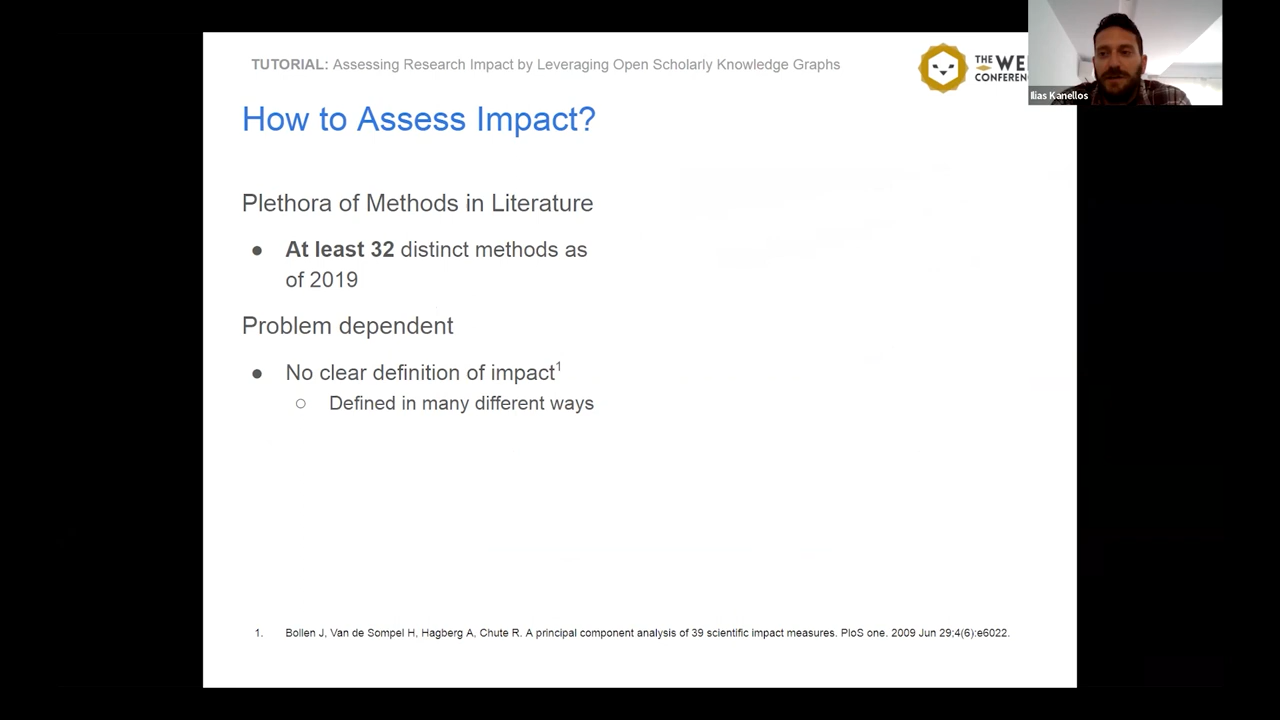 TUTORIAL: Assessing Research Impact by Leveraging Open Scholarly Knowledge Graphs
THE WE
CONFEREN
Ilias Kanellos
How to Assess Impact?
Plethora of Methods in Literature
● At least 32 distinct methods as
of 2019
Problem dependent
● No clear definition of impact1
○ Defined in many different ways
1. Bollen J, Van de Sompel H, Hagberg A, Chute R. A principal component analysis of 39 scientific impact measures. PloS one. 2009 Jun 29;4(6):e6022.